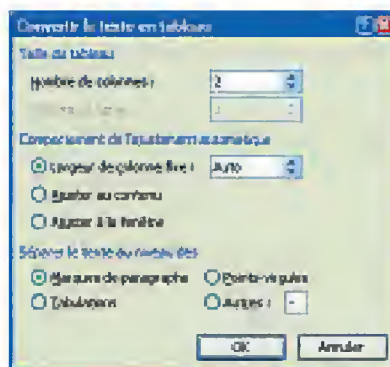 Convertir le texte en tableau
Taille du tableau
Nombre de colonnes : 2
Comportement de l'ajustement automatique
Largeur de colonne fixe : Auto
Ajuster au contenu
Ajuster à la fenêtre
Séparer le texte au niveau des
Marques de paragraphe Points-virgules
Tabulations Autres : -
OK Annuler